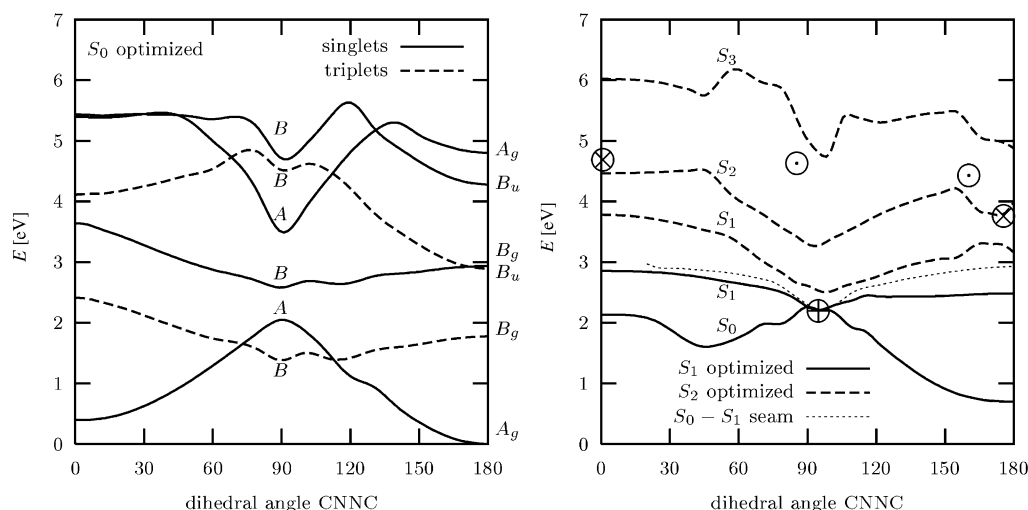 7
6
5
4
3
2
1
0
E [eV]
S₀ optimized
singlets
triplets
B
B
A
B
A
B
A_g
B_u
B_g
B_u
B_g
A_g
0 30 60 90 120 150 180
dihedral angle CNNC
7
6
5
4
3
2
1
0
E [eV]
S₃
S₂
S₁
S₁
S₀
S₁ optimized
S₂ optimized
S₀ − S₁ seam
0 30 60 90 120 150 180
dihedral angle CNNC